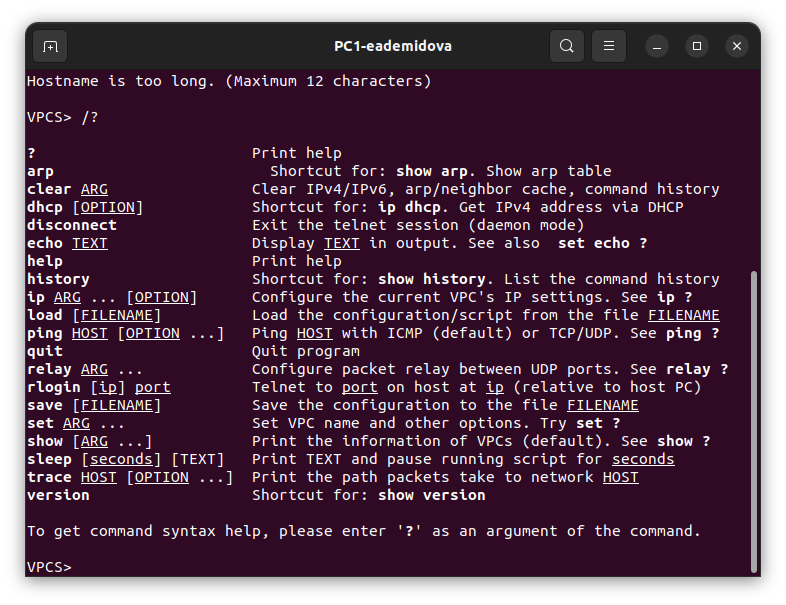 PC1-eademidova
Hostname is too long. (Maximum 12 characters)
VPCS> /?
? Print help
arp Shortcut for: show arp. Show arp table
clear ARG Clear IPv4/IPv6, arp/neighbor cache, command history
dhcp [OPTION] Shortcut for: ip dhcp. Get IPv4 address via DHCP
disconnect Exit the telnet session (daemon mode)
echo TEXT Display TEXT in output. See also set echo ?
help Print help
history Shortcut for: show history. List the command history
ip ARG ... [OPTION] Configure the current VPC's IP settings. See ip ?
load [FILENAME] Load the configuration/script from the file FILENAME
ping HOST [OPTION ...] Ping HOST with ICMP (default) or TCP/UDP. See ping ?
quit Quit program
relay ARG ... Configure packet relay between UDP ports. See relay ?
rlogin [ip] port Telnet to port on host at ip (relative to host PC)
save [FILENAME] Save the configuration to the file FILENAME
set ARG ... Set VPC name and other options. Try set ?
show [ARG ...] Print the information of VPCs (default). See show ?
sleep [seconds] [TEXT] Print TEXT and pause running script for seconds
trace HOST [OPTION ...] Print the path packets take to network HOST
version Shortcut for: show version
To get command syntax help, please enter '?' as an argument of the command.
VPCS>